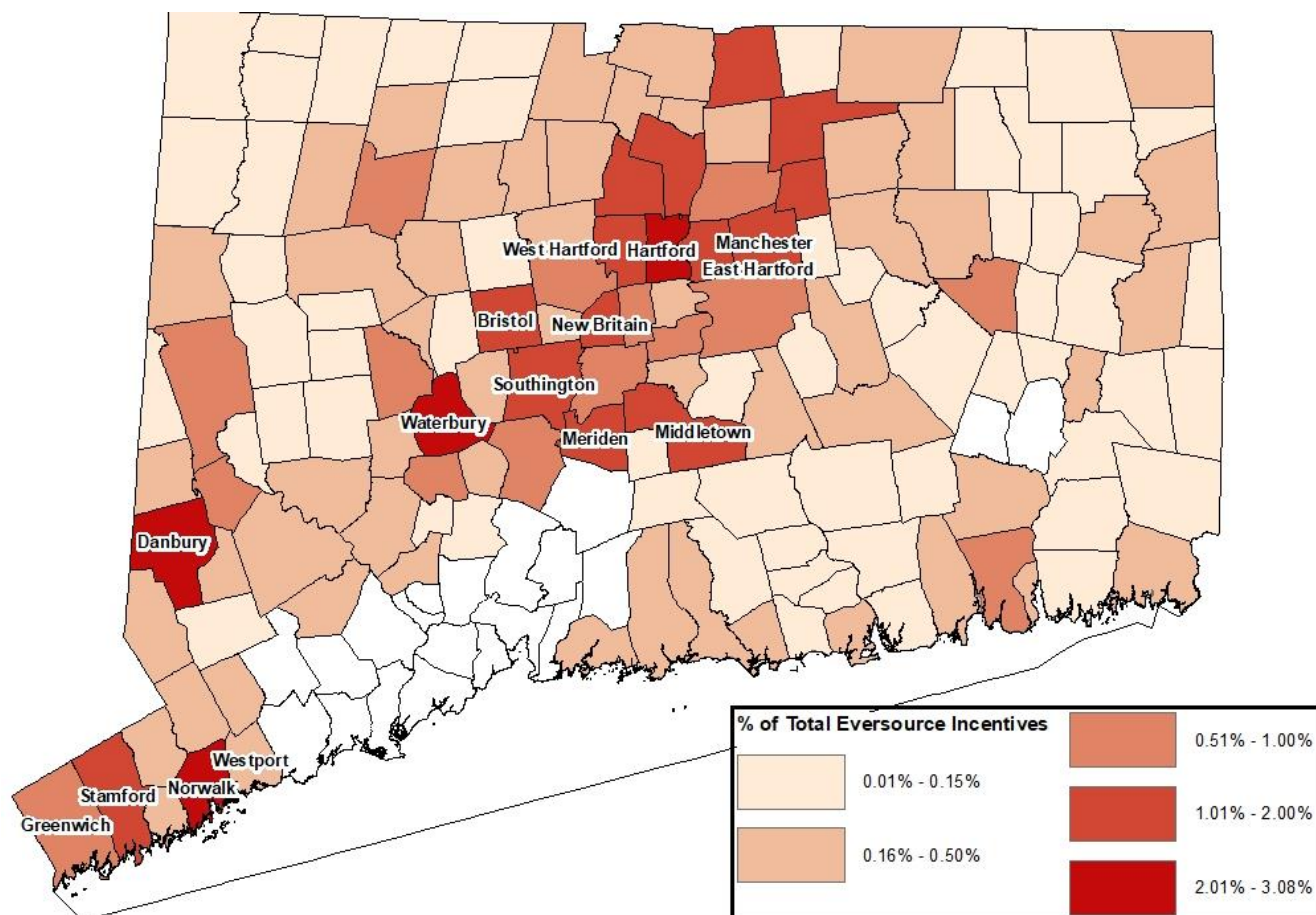 West Hartford
Hartford
Manchester
East Hartford
Bristol
New Britain
Southington
Waterbury
Meriden
Middletown
Danbury
Westport
Norwalk
Stamford
Greenwich
% of Total Eversource Incentives
0.01% - 0.15%
0.16% - 0.50%
0.51% - 1.00%
1.01% - 2.00%
2.01% - 3.08%